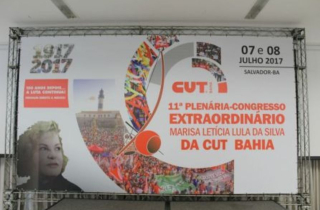 1917
2017
07 e 08
JULHO 2017
SALVADOR-BA
CUT
11ª PLENÁRIA-CONGRESSO
EXTRAORDINÁRIO
MARISA LETÍCIA LULA DA SILVA
DA CUT BAHIA